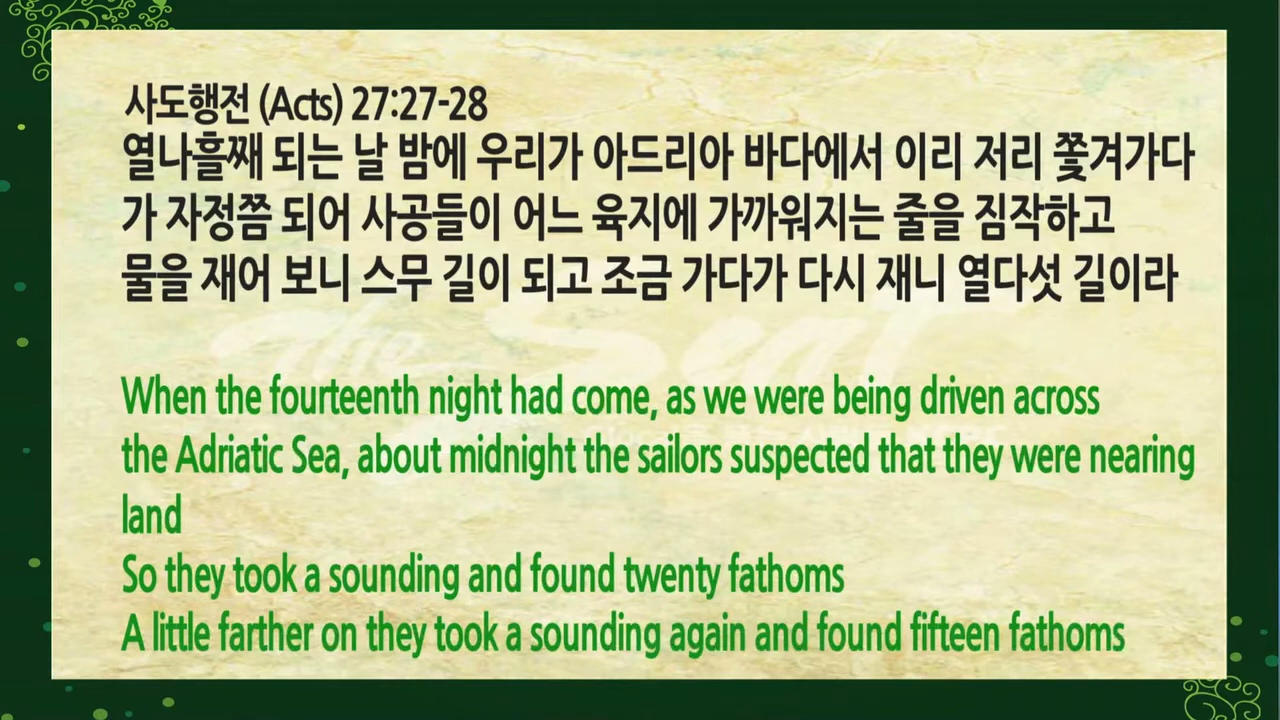 사도행전 (Acts) 27:27-28
열나흘째 되는 날 밤에 우리가 아드리아 바다에서 이리 저리 쫓겨가다
가 자정쯤 되어 사공들이 어느 육지에 가까워지는 줄을 짐작하고
물을 재어 보니 스무 길이 되고 조금 가다가 다시 재니 열다섯 길이라
The Seat
When the fourteenth night had come, as we were being driven across
the Adriatic Sea, about midnight the sailors suspected that they were nearing
land
So they took a sounding and found twenty fathoms
A little farther on they took a sounding again and found fifteen fathoms